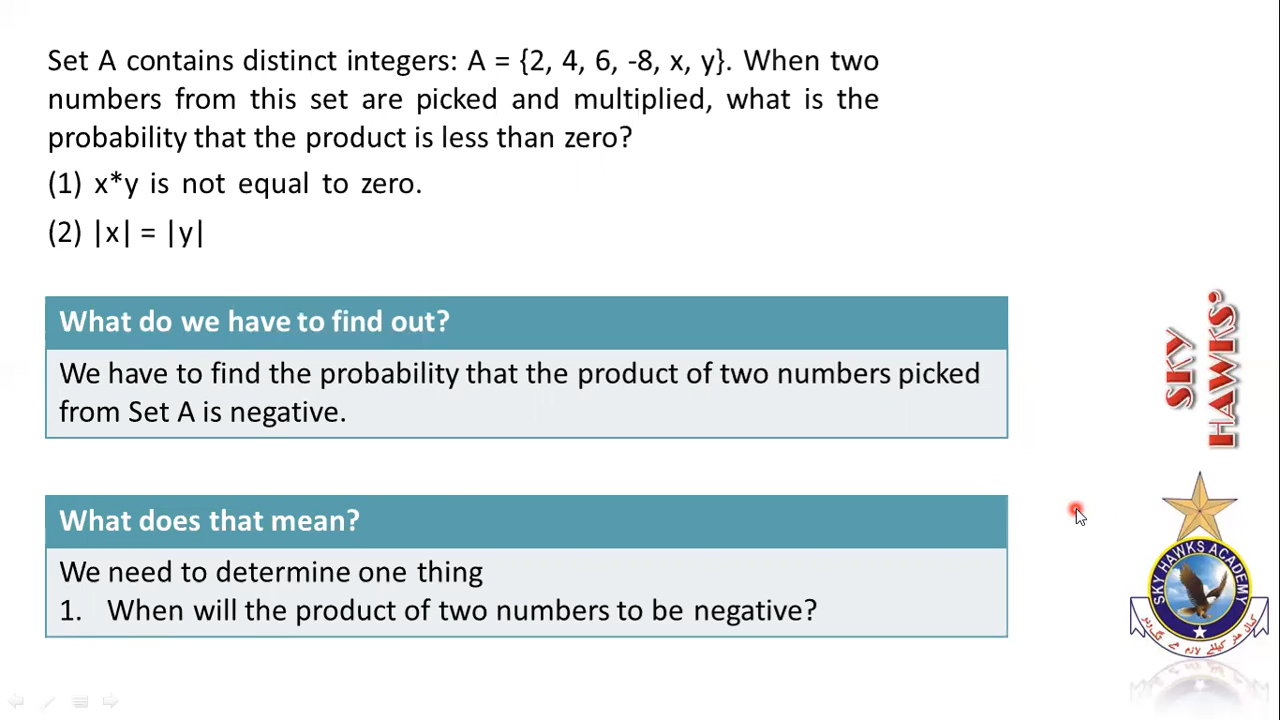 Set A contains distinct integers: A = {2, 4, 6, -8, x, y}. When two
numbers from this set are picked and multiplied, what is the
probability that the product is less than zero?
(1) x*y is not equal to zero.
(2) |x| = |y|
What do we have to find out?
We have to find the probability that the product of two numbers picked
from Set A is negative.
What does that mean?
We need to determine one thing
1. When will the product of two numbers to be negative?
SKY
HAWKS'
SKY HAWKS ACADEMY